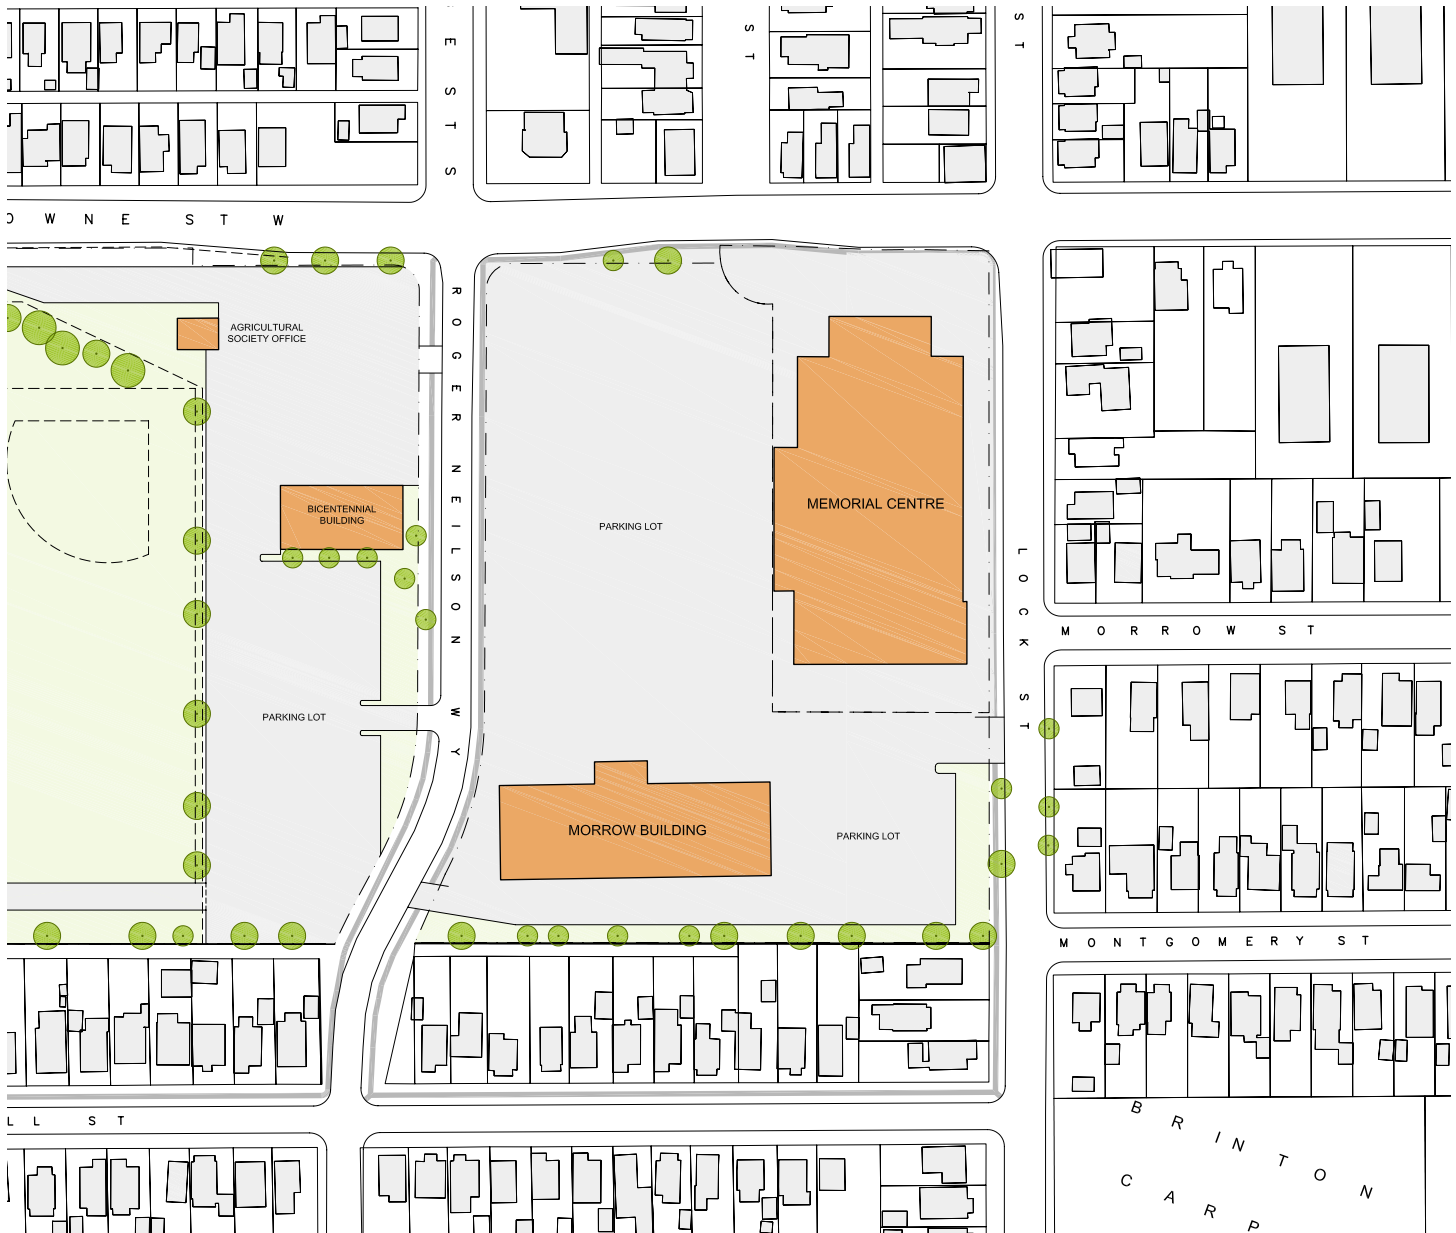 E S T S
S T
S T
O W N E   S T   W
ROGER NEILSON WY
AGRICULTURAL
SOCIETY OFFICE
BICENTENNIAL
BUILDING
PARKING LOT
MEMORIAL CENTRE
LOCK ST
MORROW ST
PARKING LOT
MORROW BUILDING
PARKING LOT
MONTGOMERY ST
L L   S T
BRINTON
CARP